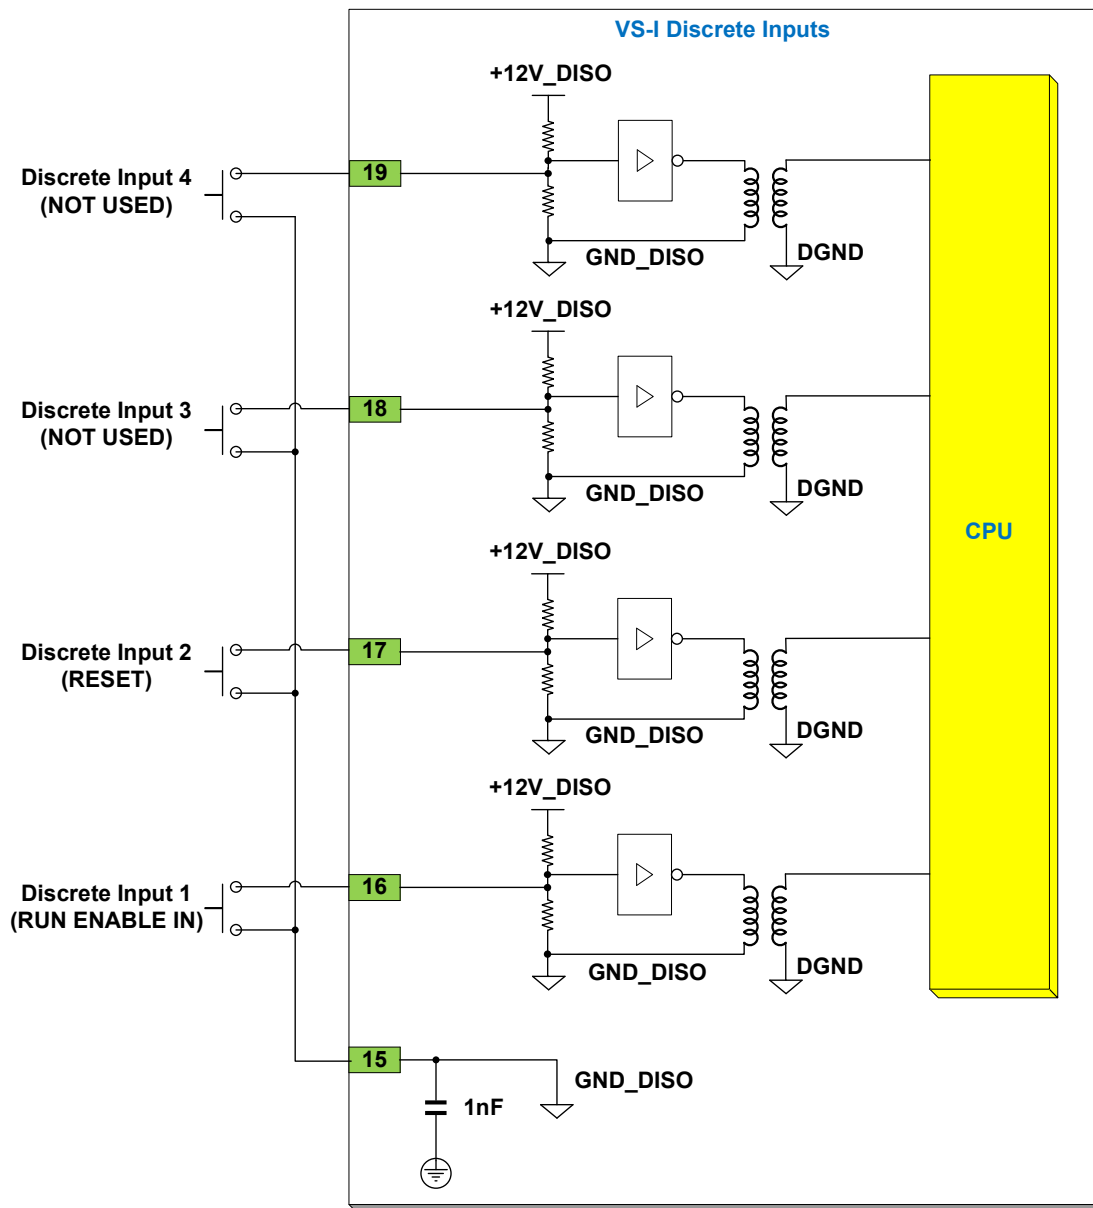 VS-I Discrete Inputs
+12V_DISO
Discrete Input 4
(NOT USED)
19
GND_DISO
DGND
+12V_DISO
Discrete Input 3
(NOT USED)
18
GND_DISO
DGND
CPU
+12V_DISO
Discrete Input 2
(RESET)
17
GND_DISO
DGND
+12V_DISO
Discrete Input 1
(RUN ENABLE IN)
16
GND_DISO
DGND
15
GND_DISO
1nF